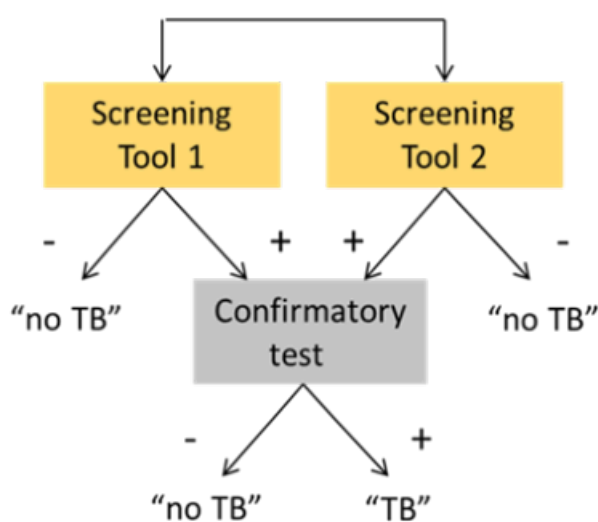 Screening
Tool 1
Screening
Tool 2
-
+
+
-
“no TB”
“no TB”
Confirmatory
test
-
+
“no TB”
“TB”